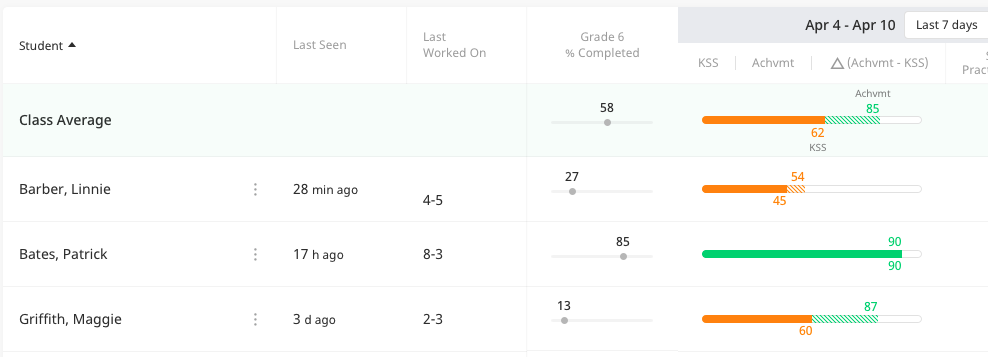 Apr 4 - Apr 10 Last 7 days
Student Last Seen Last Worked On Grade 6 % Completed KSS Achvmt △ (Achvmt - KSS)
Class Average 58 Achvmt 85 62 KSS
Barber, Linnie 28 min ago 4-5 27 54 45
Bates, Patrick 17 h ago 8-3 85 90 90
Griffith, Maggie 3 d ago 2-3 13 87 60